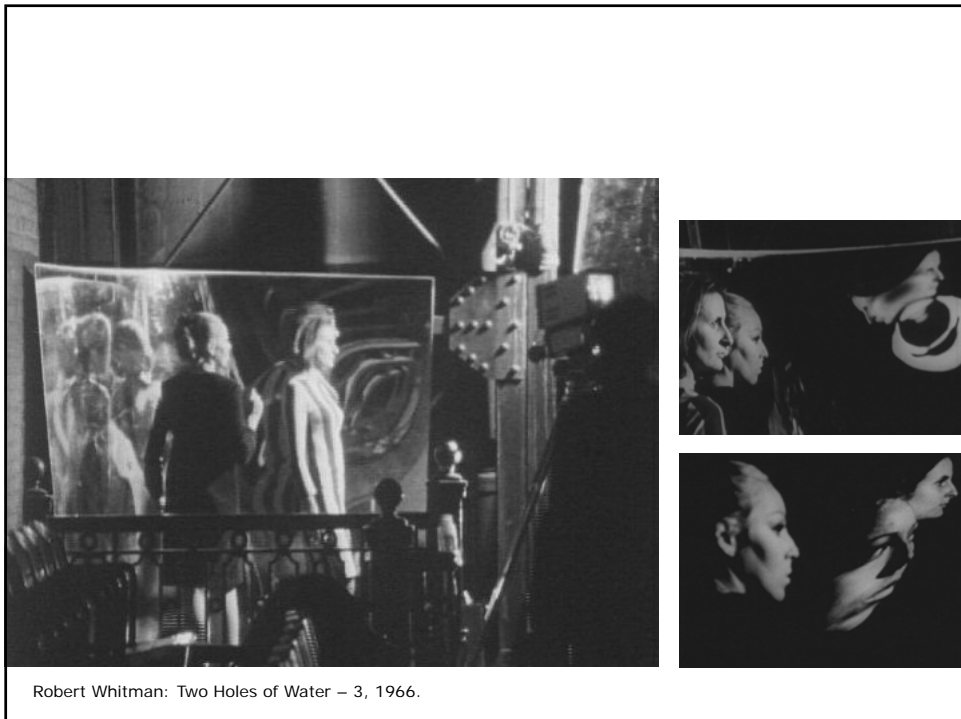 Robert Whitman: Two Holes of Water – 3, 1966.